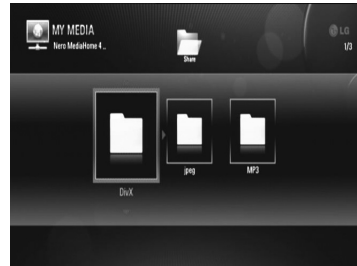 MY MEDIA
Nero MediaHome 4 ..
Share
LG
1/3
DivX
jpeg
MP3